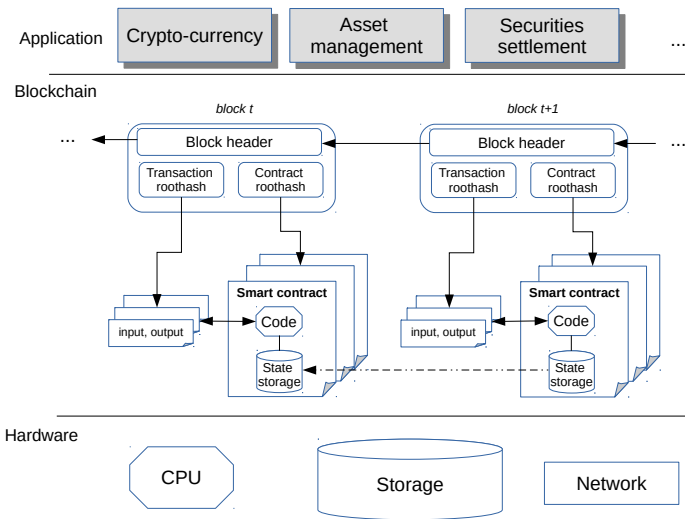 Application
Crypto-currency
Asset
management
Securities
settlement
...
Blockchain
block t
block t+1
...
Block header
Block header
...
Transaction
roothash
Contract
roothash
Transaction
roothash
Contract
roothash
Smart contract
Smart contract
Code
Code
input, output
input, output
State
storage
State
storage
Hardware
CPU
Storage
Network